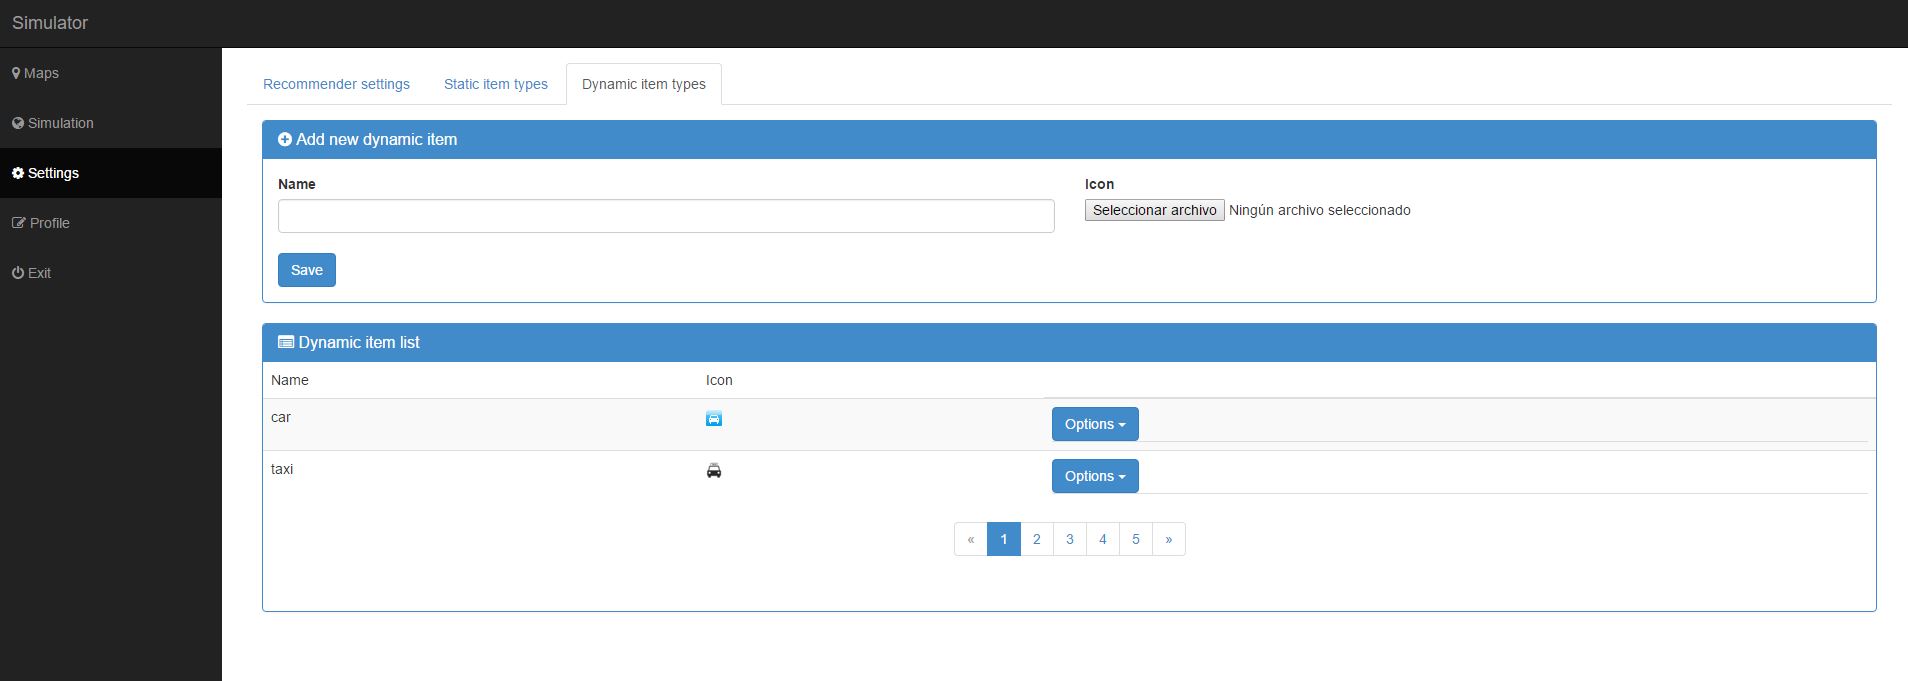 Simulator
Maps
Simulation
Settings
Profile
Exit
Recommender settings Static item types Dynamic item types
Add new dynamic item
Name Icon
Seleccionar archivo Ningún archivo seleccionado
Save
Dynamic item list
Name Icon
car Options
taxi Options
« 1 2 3 4 5 »